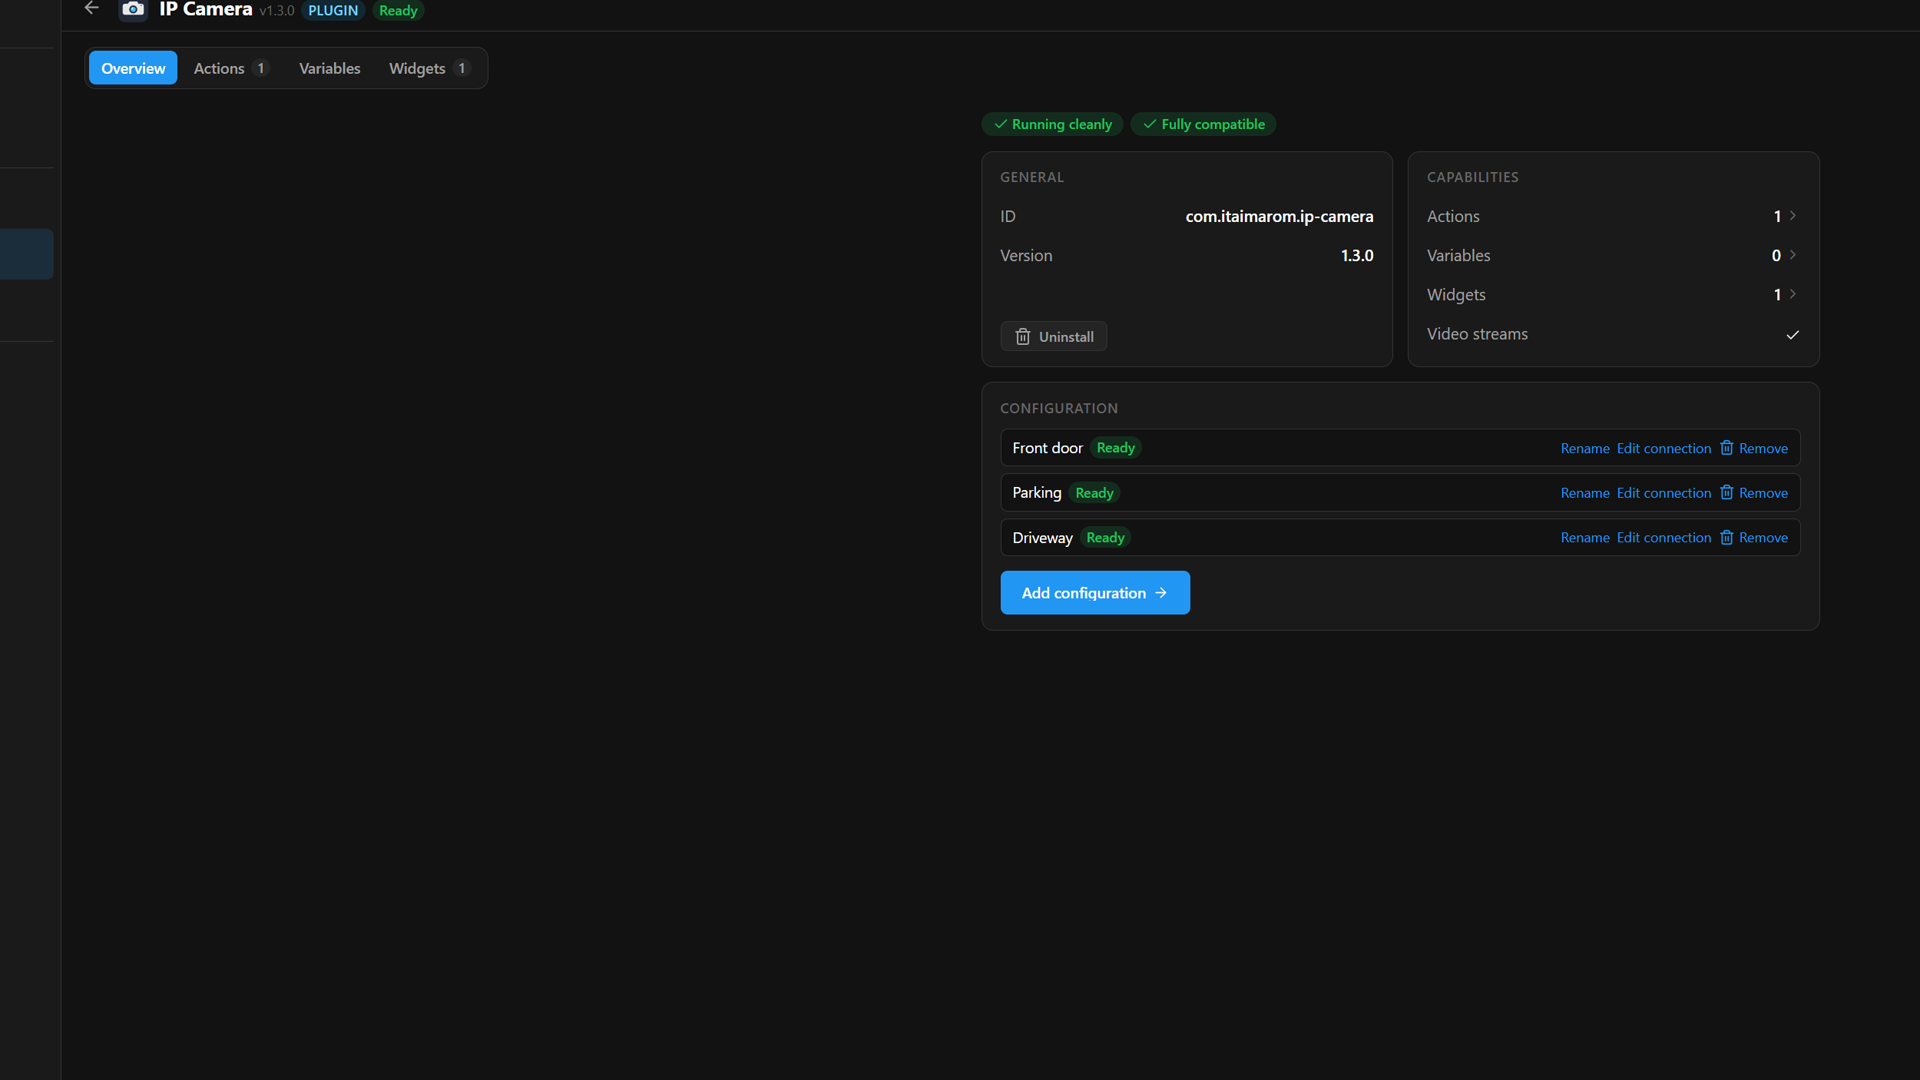 IP Camera v1.3.0 PLUGIN Ready
Overview Actions 1 Variables Widgets 1
Running cleanly Fully compatible
GENERAL
ID com.itaimarom.ip-camera
Version 1.3.0
Uninstall
CAPABILITIES
Actions 1
Variables 0
Widgets 1
Video streams
CONFIGURATION
Front door Ready Rename Edit connection Remove
Parking Ready Rename Edit connection Remove
Driveway Ready Rename Edit connection Remove
Add configuration